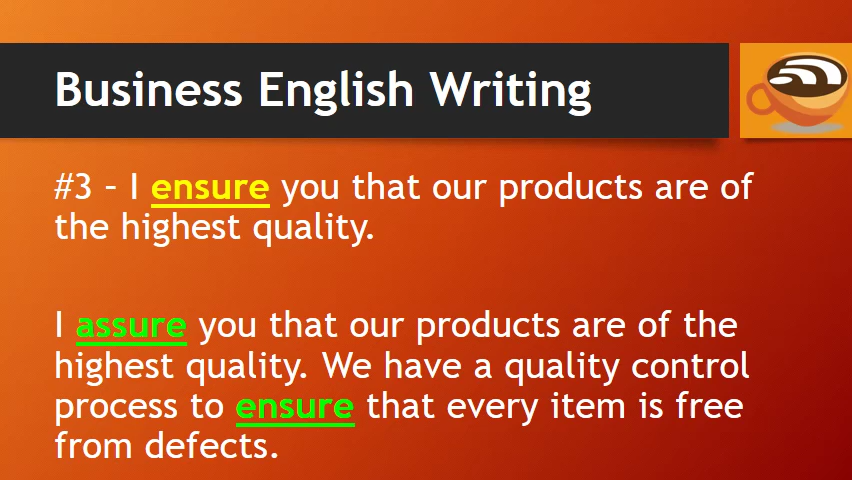 Business English Writing
#3 – I ensure you that our products are of
the highest quality.
I assure you that our products are of the
highest quality. We have a quality control
process to ensure that every item is free
from defects.